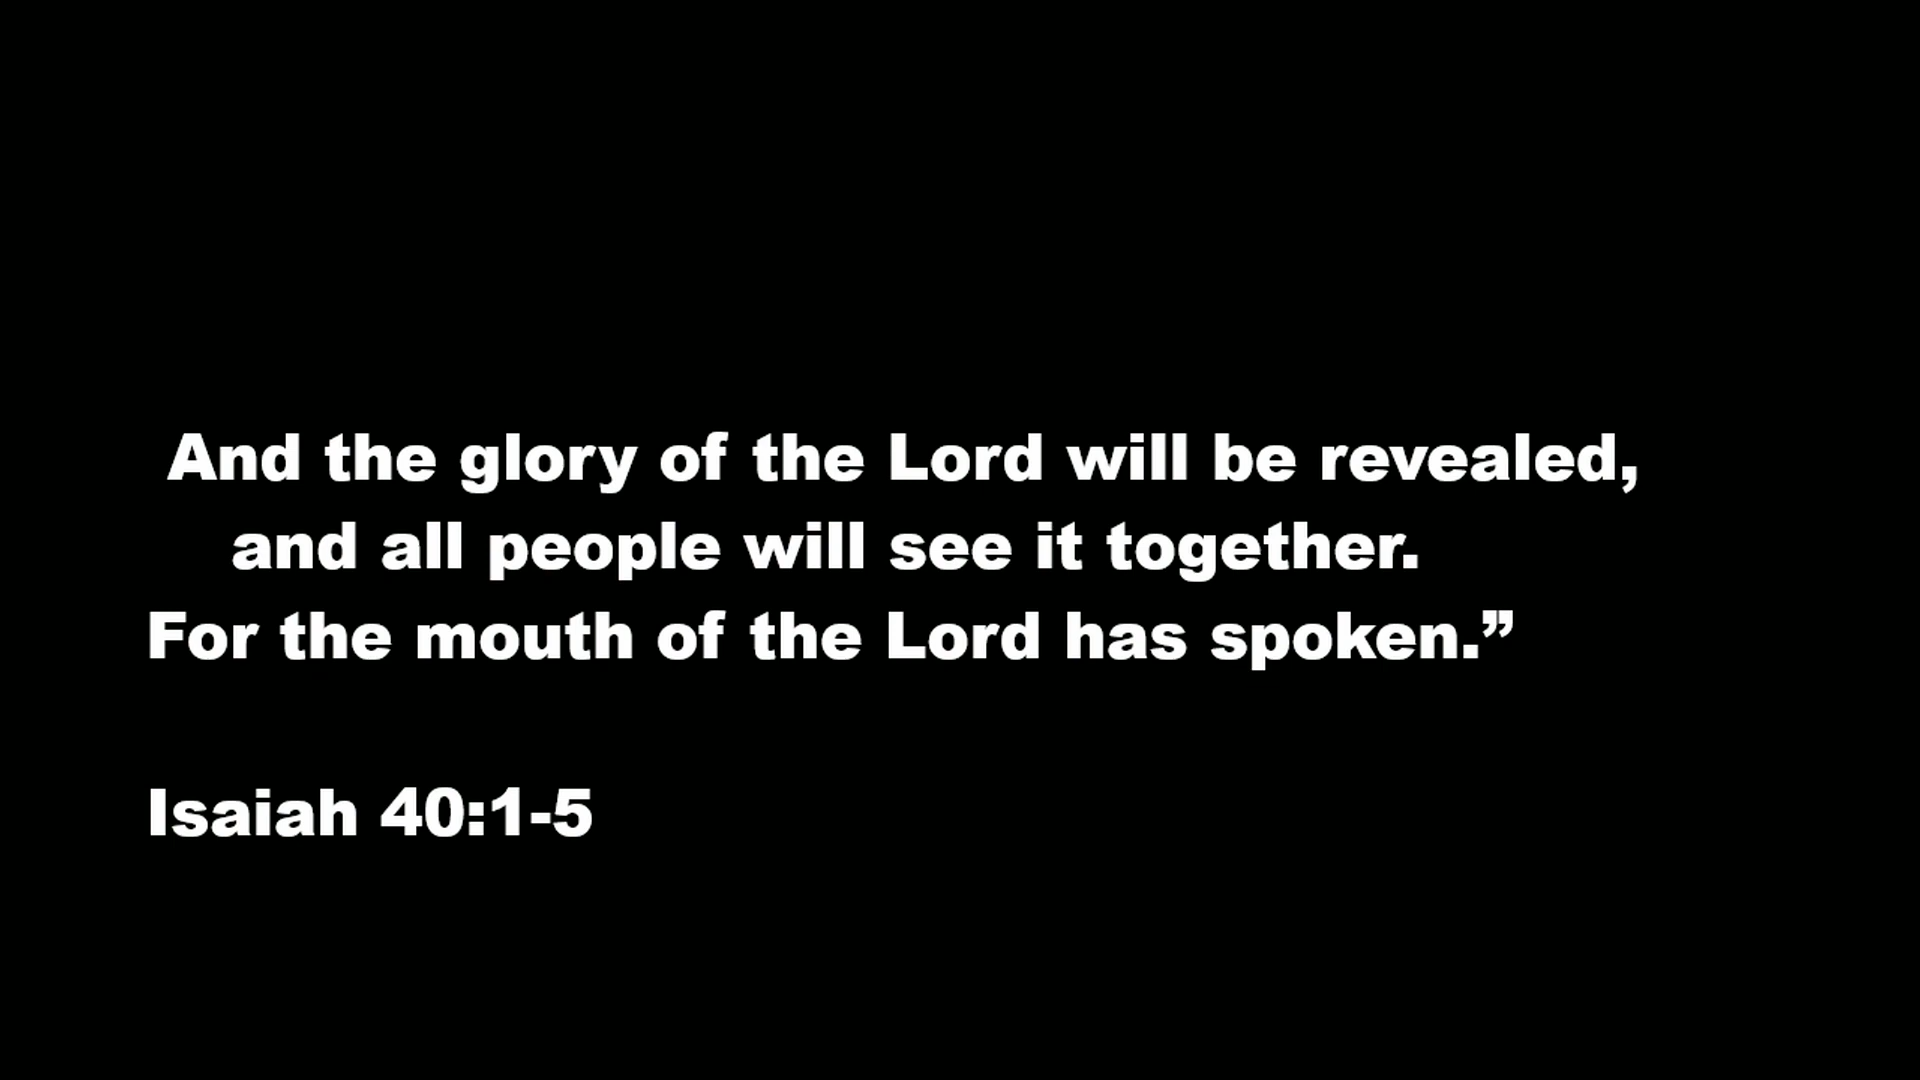 And the glory of the Lord will be revealed,
and all people will see it together.
For the mouth of the Lord has spoken.”
Isaiah 40:1-5